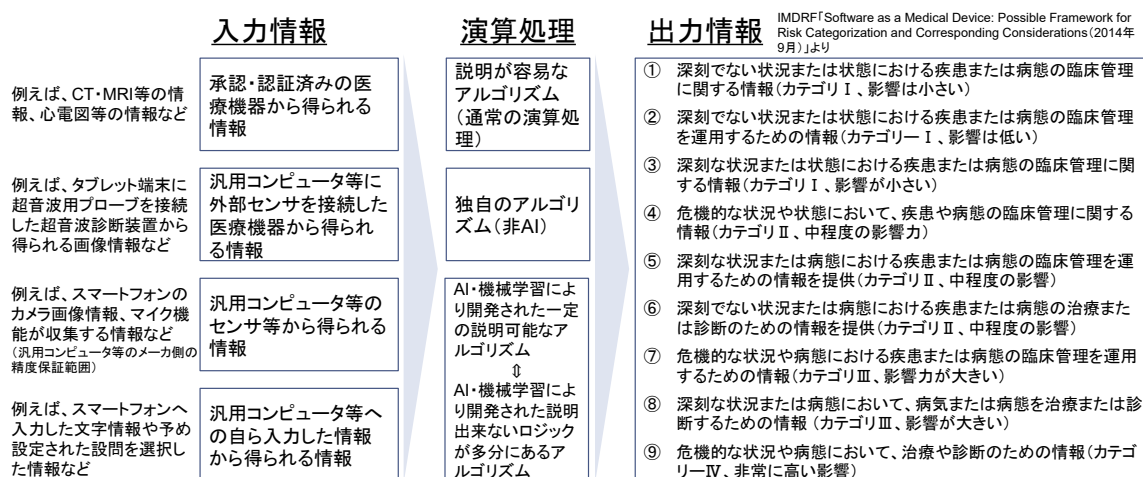 入力情報
演算処理
出力情報
IMDRF「Software as a Medical Device: Possible Framework for
Risk Categorization and Corresponding Considerations(2014年
9月)」より
例えば、CT・MRI等の情
報、心電図等の情報など
承認・認証済みの医
療機器から得られる
情報
例えば、タブレット端末に
超音波用プローブを接続
した超音波診断装置から
得られる画像情報など
汎用コンピュータ等に
外部センサを接続した
医療機器から得られ
る情報
例えば、スマートフォンの
カメラ画像情報、マイク機
能が収集する情報など
(汎用コンピュータ等のメーカ側の
精度保証範囲)
汎用コンピュータ等の
センサ等から得られる
情報
例えば、スマートフォンへ
入力した文字情報や予め
設定された設問を選択し
た情報など
汎用コンピュータ等へ
の自ら入力した情報
から得られる情報
説明が容易な
アルゴリズム
(通常の演算処
理)
独自のアルゴリ
ズム(非AI)
AI・機械学習によ
り開発された一定
の説明可能なア
ルゴリズム
⇕
AI・機械学習によ
り開発された説明
出来ないロジック
が多分にあるア
ルゴリズム
① 深刻でない状況または状態における疾患または病態の臨床管理
に関する情報(カテゴリⅠ、影響は小さい)
② 深刻でない状況または状態における疾患または病態の臨床管理
を運用するための情報(カテゴリーⅠ、影響は低い)
③ 深刻な状況または状態における疾患または病態の臨床管理に関
する情報(カテゴリⅠ、影響が小さい)
④ 危機的な状況や状態において、疾患や病態の臨床管理に関する
情報(カテゴリⅡ、中程度の影響力)
⑤ 深刻な状況または病態における疾患または病態の臨床管理を運
用するための情報を提供(カテゴリⅡ、中程度の影響)
⑥ 深刻でない状況または病態における疾患または病態の治療また
は診断のための情報を提供(カテゴリⅡ、中程度の影響)
⑦ 危機的な状況や病態における疾患または病態の臨床管理を運用
するための情報(カテゴリⅢ、影響力が大きい)
⑧ 深刻な状況または病態において、病気または病態を治療または診
断するための情報 (カテゴリⅢ、影響が大きい)
⑨ 危機的な状況や病態において、治療や診断のための情報(カテゴ
リーⅣ、非常に高い影響)